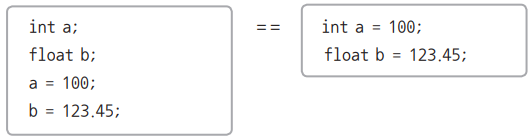 int a;
float b;
a = 100;
b = 123.45;
==
int a = 100;
float b = 123.45;